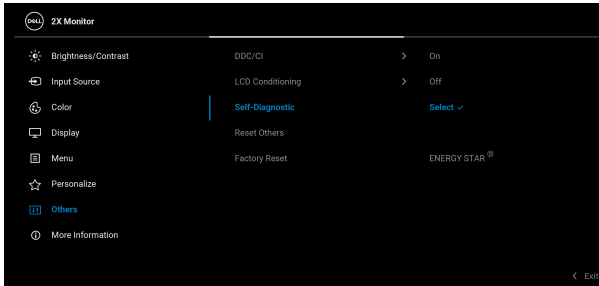 DELL 2X Monitor
Brightness/Contrast DDC/CI > On
Input Source LCD Conditioning > Off
Color Self-Diagnostic Select ✓
Display Reset Others
Menu Factory Reset ENERGY STAR ®
Personalize
Others
More Information
< Exit